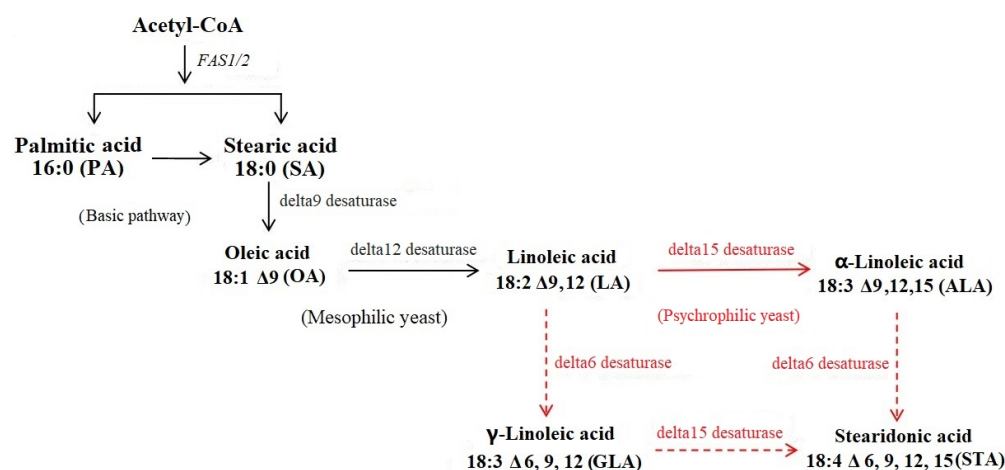 Acetyl-CoA
FAS1/2
Palmitic acid
16:0 (PA)
Stearic acid
18:0 (SA)
(Basic pathway)
delta9 desaturase
Oleic acid
18:1 Δ9 (OA)
delta12 desaturase
(Mesophilic yeast)
Linoleic acid
18:2 Δ9,12 (LA)
delta15 desaturase
(Psychrophilic yeast)
α-Linoleic acid
18:3 Δ9,12,15 (ALA)
delta6 desaturase
delta6 desaturase
γ-Linoleic acid
18:3 Δ 6, 9, 12 (GLA)
delta15 desaturase
Stearidonic acid
18:4 Δ 6, 9, 12, 15(STA)